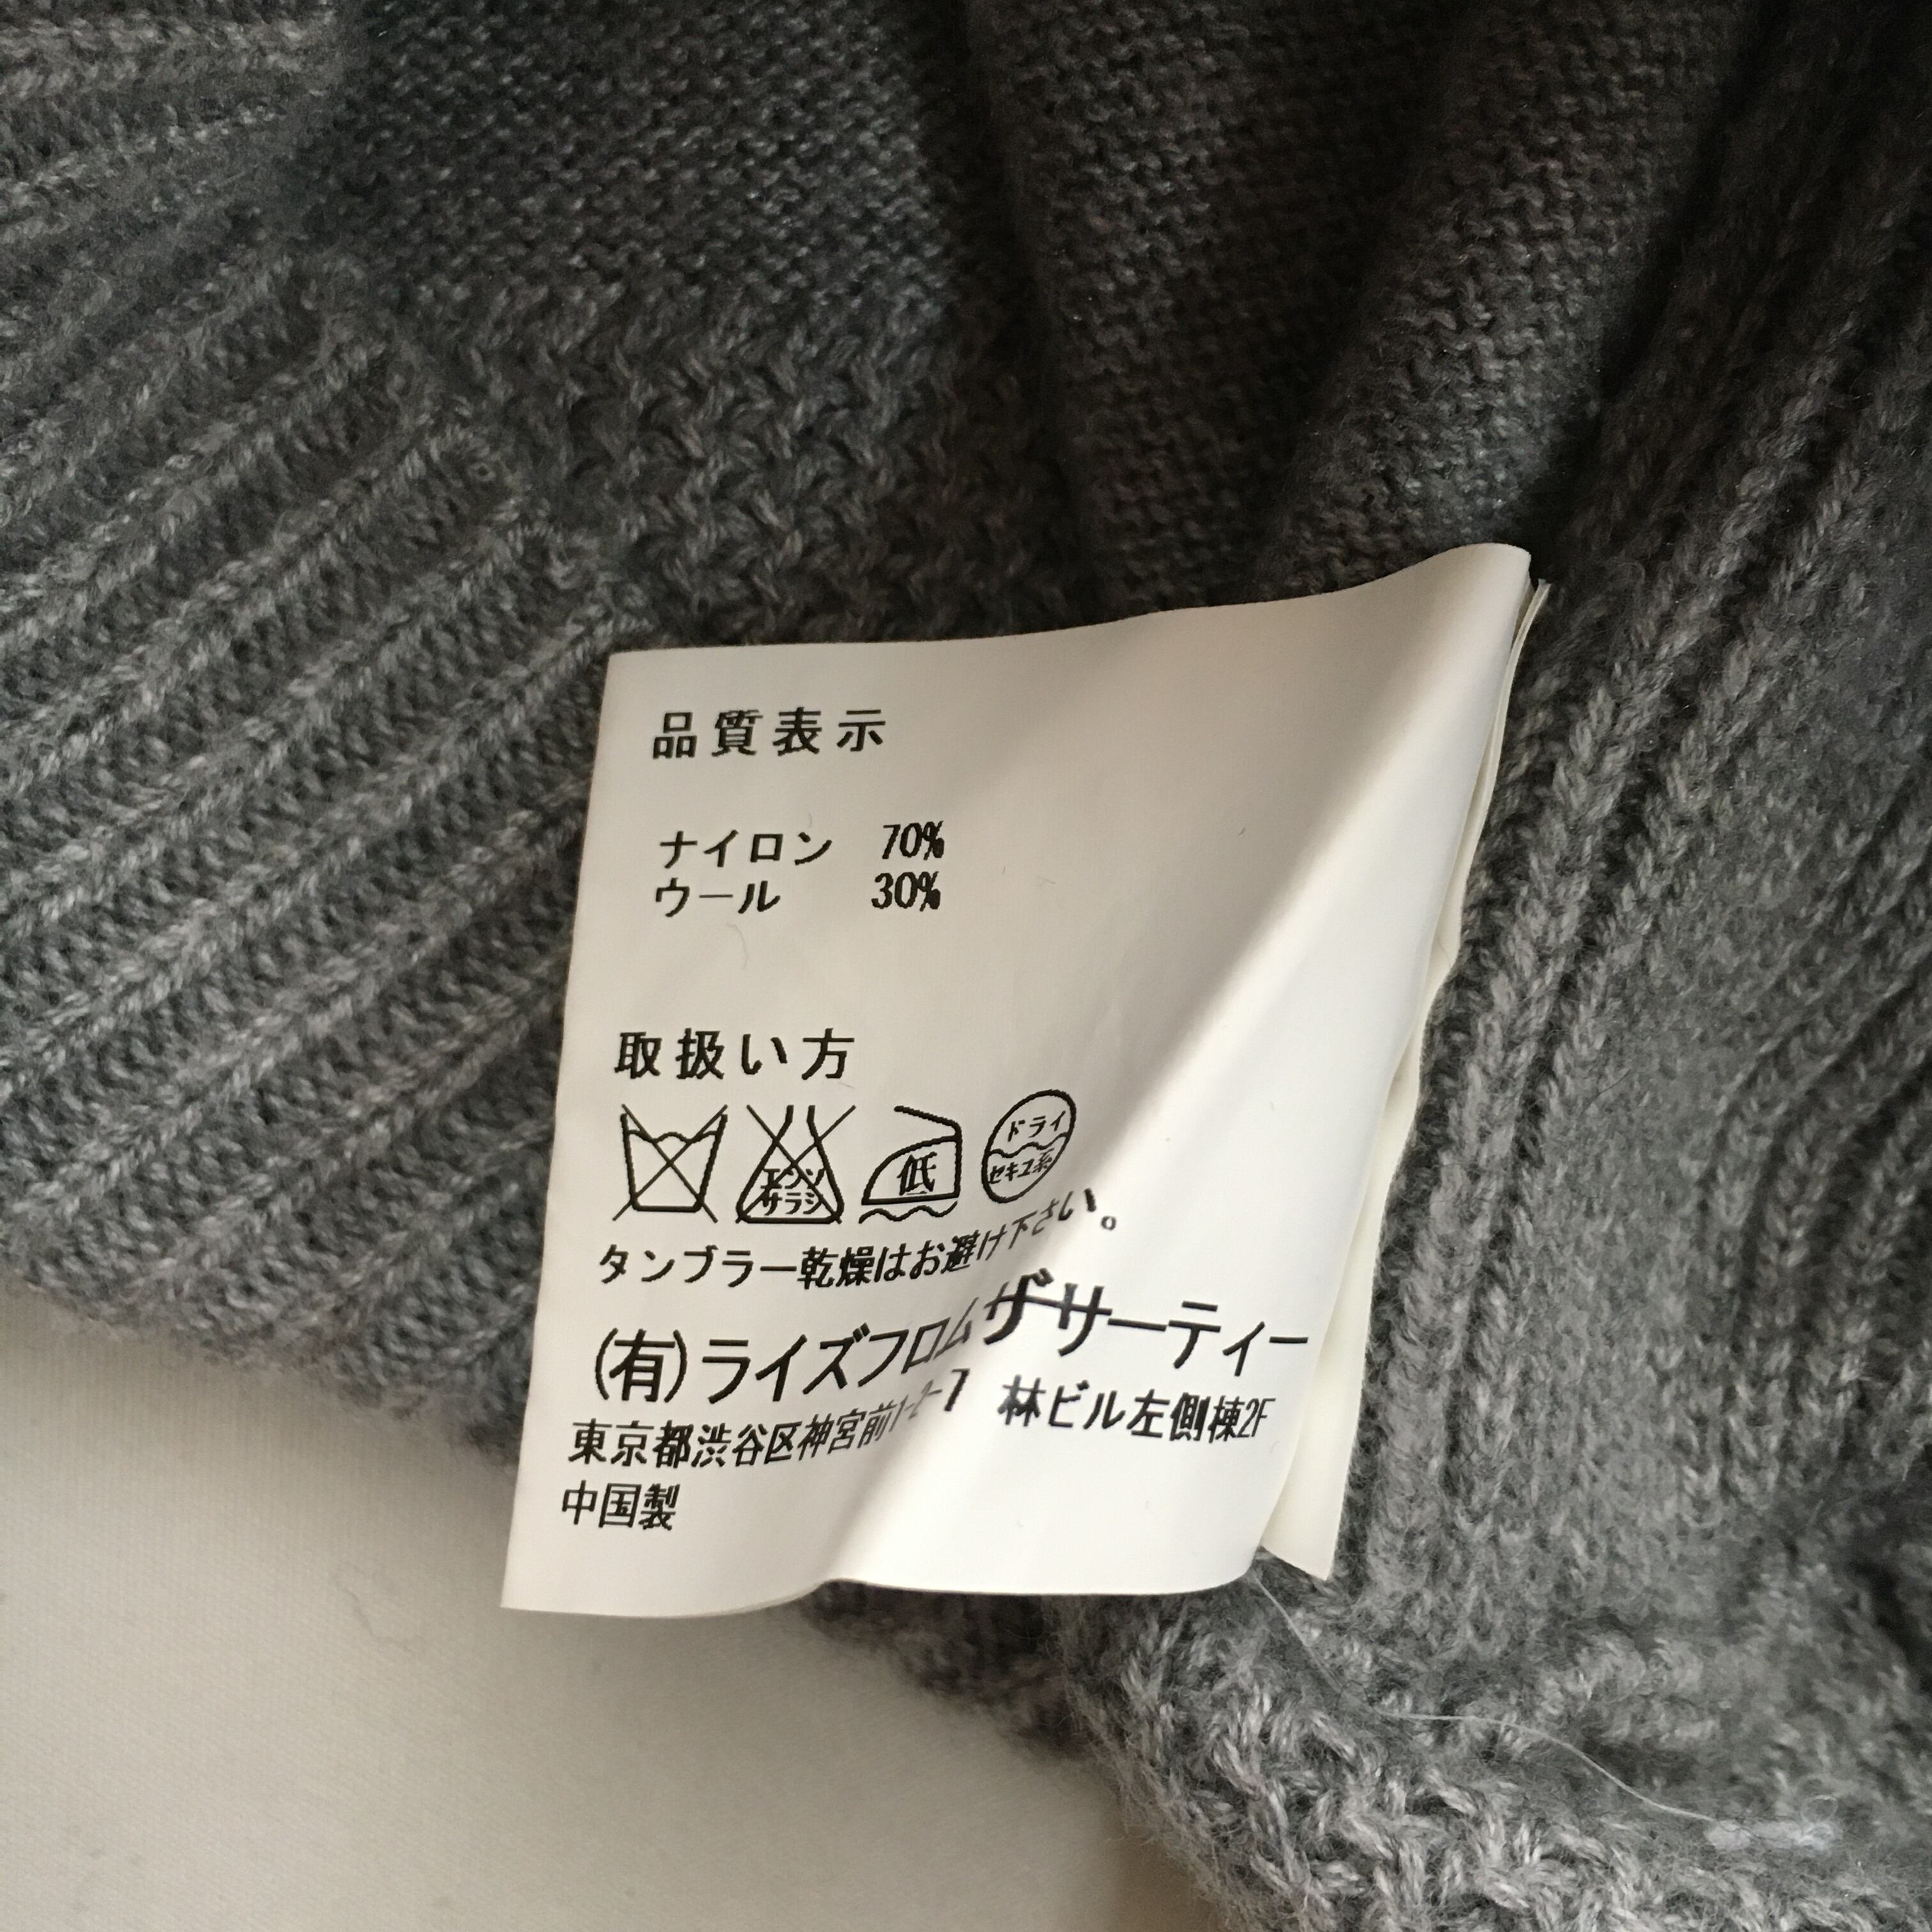 品質表示
ナイロン 70%
ウール 30%
取扱い方
エンソ
サラシ
低
ドライ
セキユ系
タンブラー乾燥はお避け下さい。
(有)ライズフロムザサーティー
東京都渋谷区神宮前1-2-7 林ビル左側棟2F
中国製